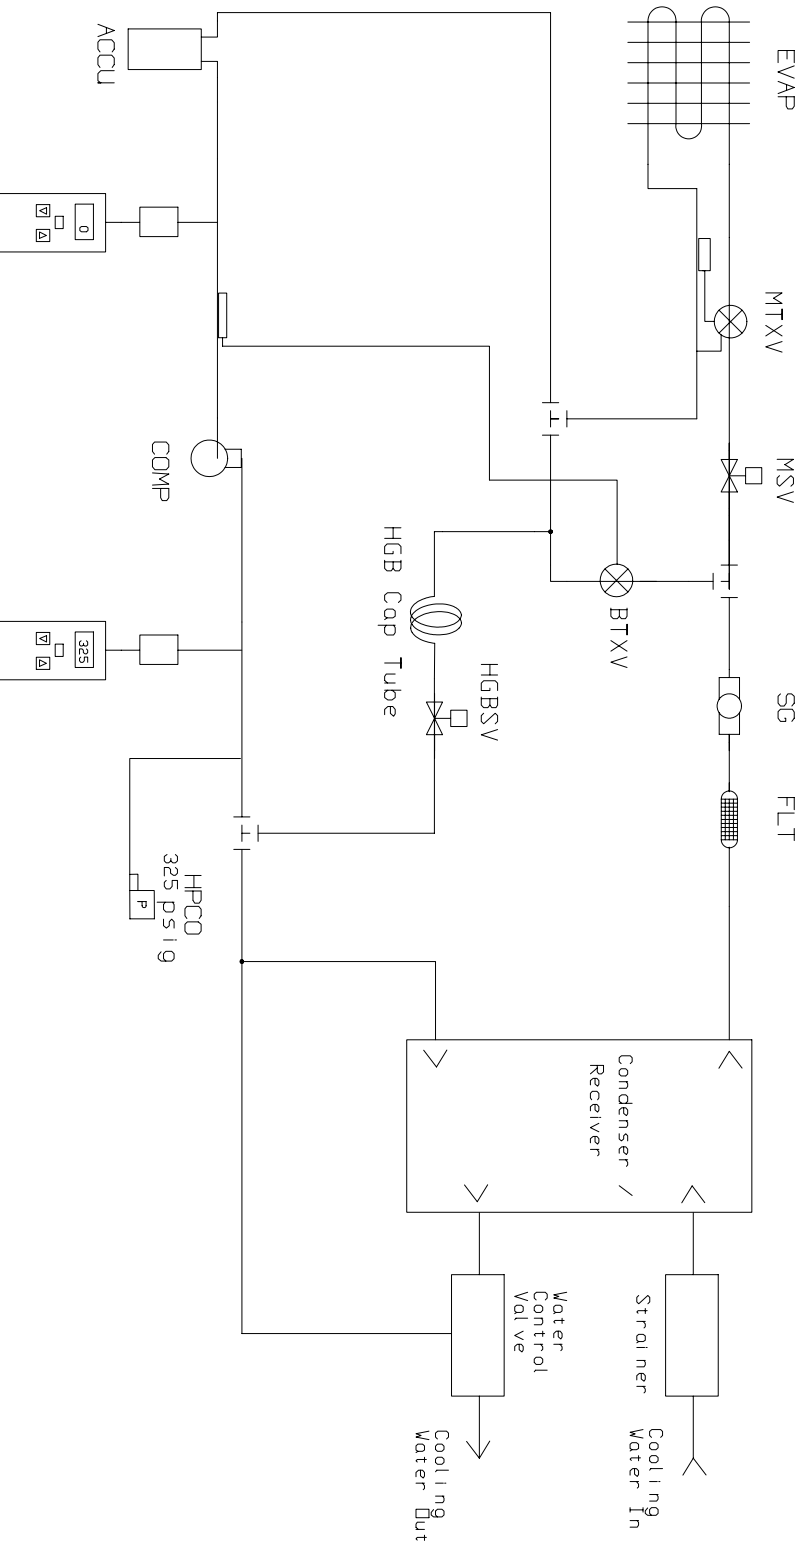 EVAP
MTXV
MSV
SG
FLT
ACCU
0
COMP
HGB Cap Tube
BTXV
HGBSV
325
HPCO
325 psig
P
Condenser /
Receiver
Water
Control
Valve
Strainer
Cooling
Water Out
Cooling
Water In